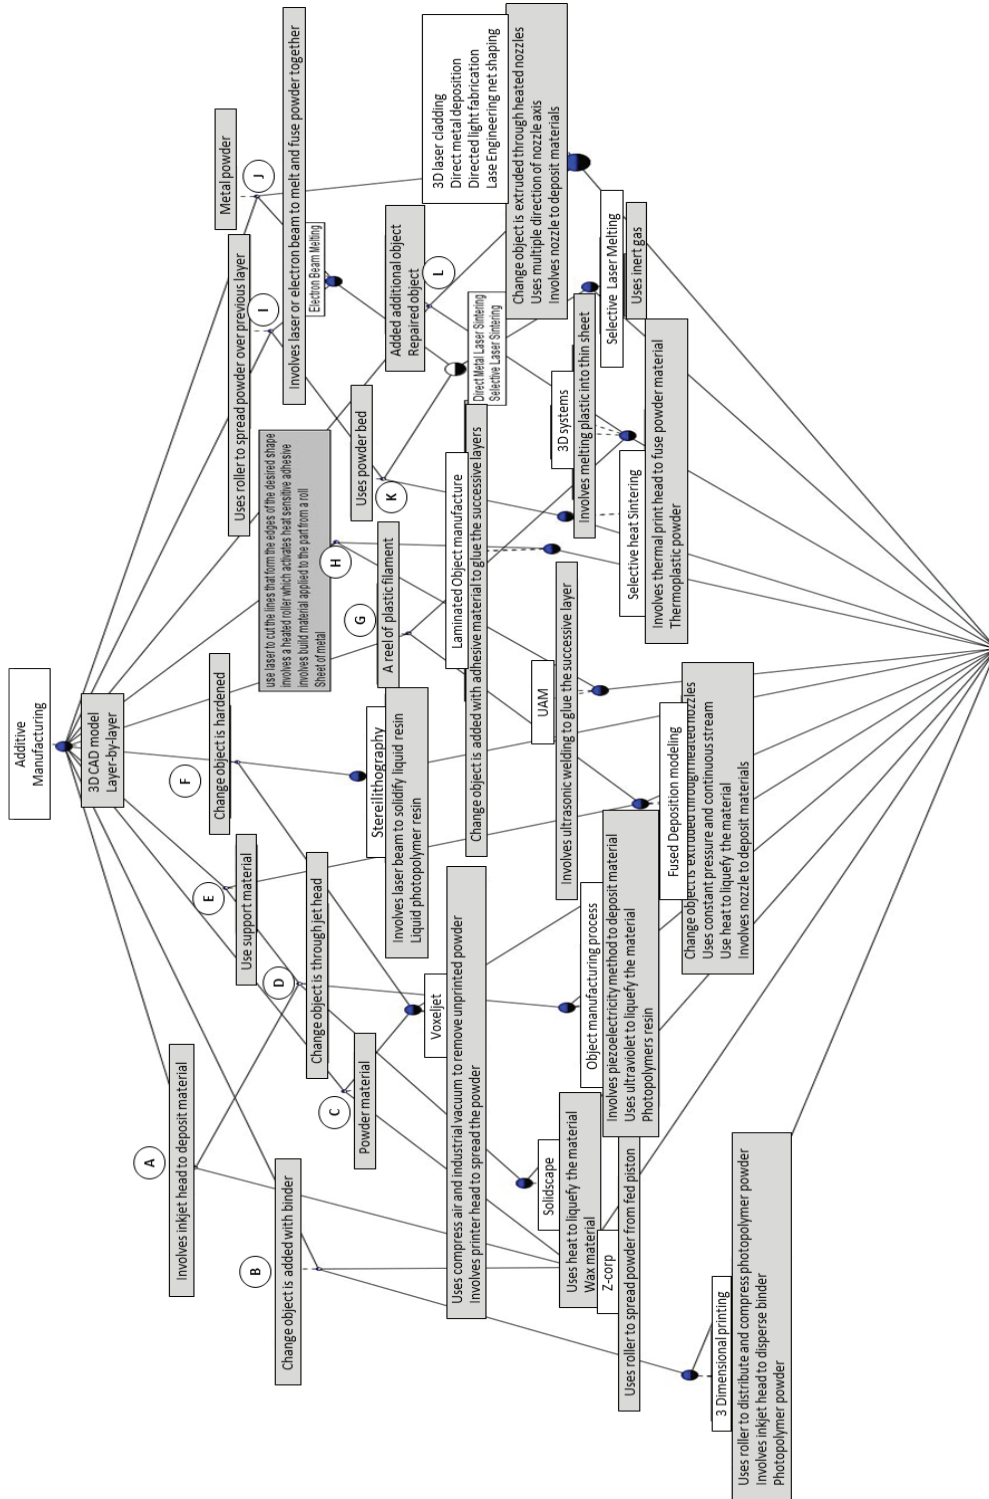 Additive
Manufacturing
3D CAD model
Layer-by-layer
A
Involves inkjet head to deposit material
B
Change object is added with binder
C
Powder material
D
Change object is through jet head
E
Use support material
F
Change object is hardened
G
A reel of plastic filament
H
use laser to cut the lines that form the edges of the desired shape
involves a heated roller which activates heat sensitive adhesive
involves build material applied to the part from a roll
Sheet of metal
I
Uses roller to spread powder over previous layer
J
Metal powder
K
Uses powder bed
L
Added additional object
Repaired object
Involves laser or electron beam to melt and fuse powder together
Electron Beam Melting
3D laser cladding
Direct metal deposition
Directed light fabrication
Lase Engineering net shaping
Change object is extruded through heated nozzles
Uses multiple direction of nozzle axis
Involves nozzle to deposit materials
Direct Metal Laser Sintering
Selective Laser Sintering
Selective Laser Melting
Uses inert gas
3D systems
Involves melting plastic into thin sheet
Selective heat Sintering
Involves thermal print head to fuse powder material
Thermoplastic powder
Laminated Object manufacture
Change object is added with adhesive material to glue the successive layers
UAM
Involves ultrasonic welding to glue the successive layer
Stereilithography
Involves laser beam to solidify liquid resin
Liquid photopolymer resin
Fused Deposition modeling
Change object is extruded through heated nozzles
Uses constant pressure and continuous stream
Use heat to liquefy the material
Involves nozzle to deposit materials
Voxeljet
Uses compress air and industrial vacuum to remove unprinted powder
Involves printer head to spread the powder
Object manufacturing process
Involves piezoelectricity method to deposit material
Uses ultraviolet to liquefy the material
Photopolymers resin
Solidscape
Uses heat to liquefy the material
Wax material
Z-corp
Uses roller to spread powder from fed piston
3 Dimensional printing
Uses roller to distribute and compress photopolymer powder
Involves inkjet head to disperse binder
Photopolymer powder